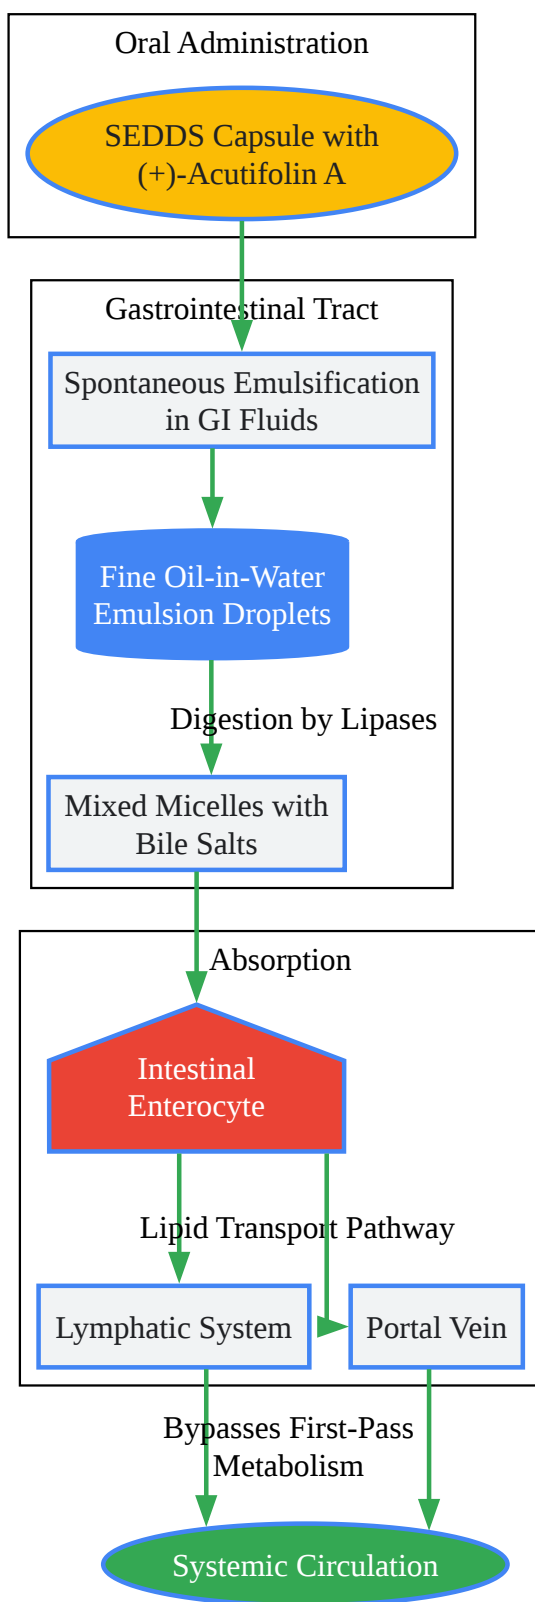 Oral Administration
SEDDS Capsule with
(+)-Acutifolin A
Gastrointestinal Tract
Spontaneous Emulsification
in GI Fluids
Fine Oil-in-Water
Emulsion Droplets
Digestion by Lipases
Mixed Micelles with
Bile Salts
Absorption
Intestinal
Enterocyte
Lipid Transport Pathway
Lymphatic System
Portal Vein
Bypasses First-Pass
Metabolism
Systemic Circulation